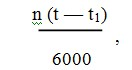 n (t — t₁)
6000 ,